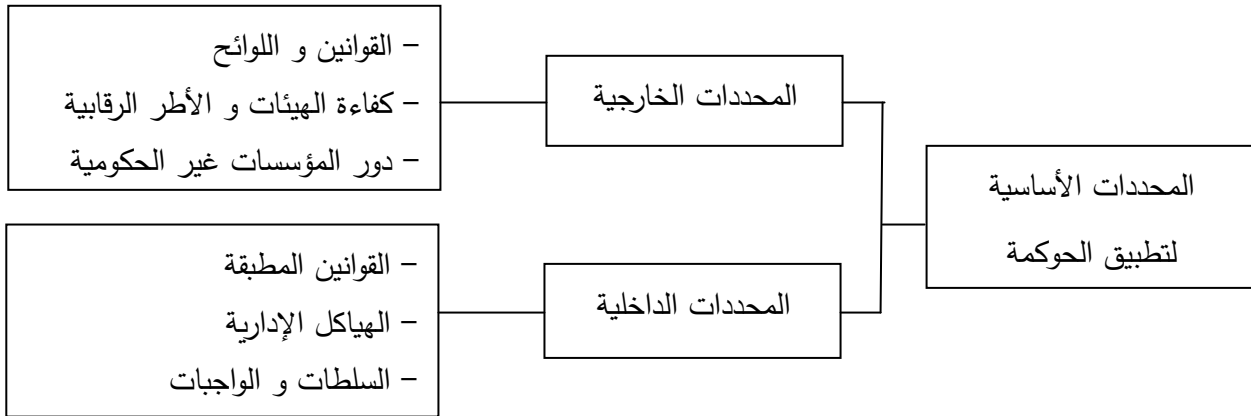 المحددات الأساسية
لتطبيق الحوكمة
المحددات الخارجية
– القوانين و اللوائح
– كفاءة الهيئات و الأطر الرقابية
– دور المؤسسات غير الحكومية
المحددات الداخلية
– القوانين المطبقة
– الهياكل الإدارية
– السلطات و الواجبات